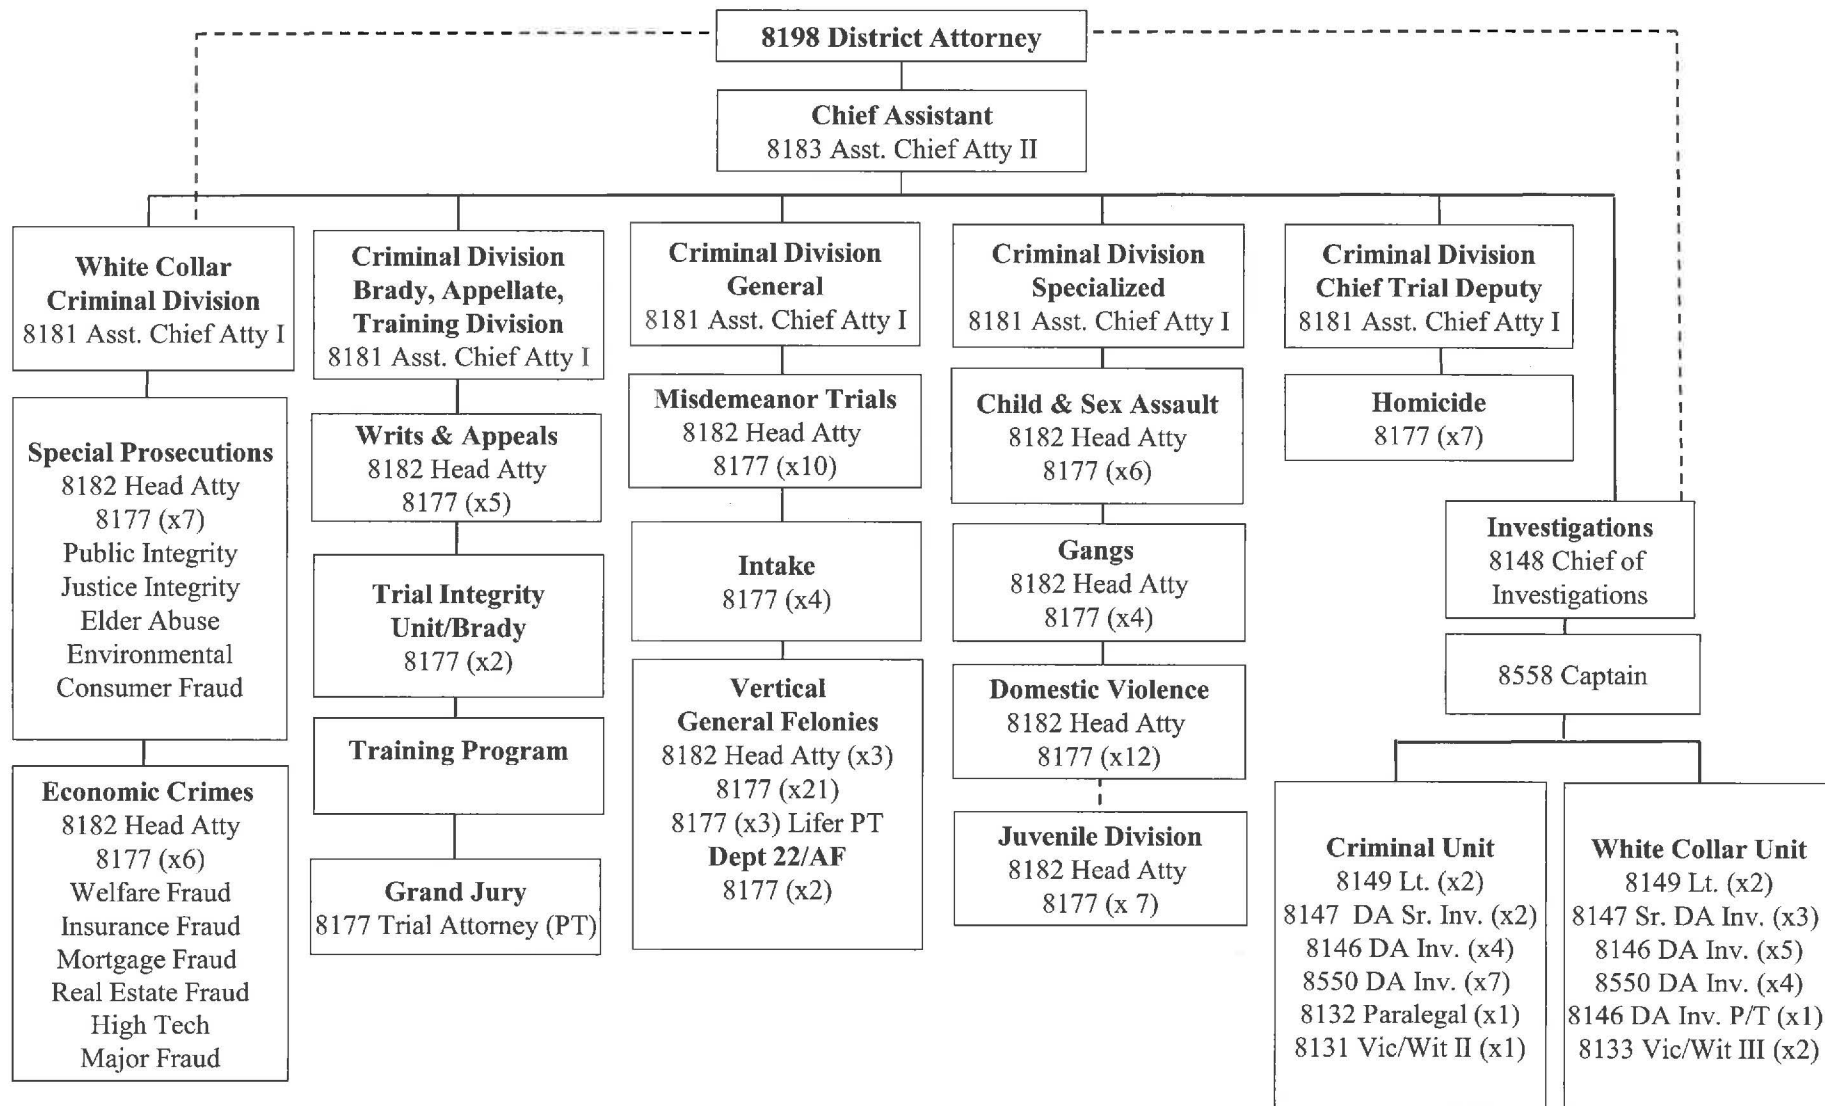 8198 District Attorney
Chief Assistant
8183 Asst. Chief Atty II
White Collar
Criminal Division
8181 Asst. Chief Atty I
Special Prosecutions
8182 Head Atty
8177 (x7)
Public Integrity
Justice Integrity
Elder Abuse
Environmental
Consumer Fraud
Economic Crimes
8182 Head Atty
8177 (x6)
Welfare Fraud
Insurance Fraud
Mortgage Fraud
Real Estate Fraud
High Tech
Major Fraud
Criminal Division
Brady, Appellate,
Training Division
8181 Asst. Chief Atty I
Writs & Appeals
8182 Head Atty
8177 (x5)
Trial Integrity
Unit/Brady
8177 (x2)
Training Program
Grand Jury
8177 Trial Attorney (PT)
Criminal Division
General
8181 Asst. Chief Atty I
Misdemeanor Trials
8182 Head Atty
8177 (x10)
Intake
8177 (x4)
Vertical
General Felonies
8182 Head Atty (x3)
8177 (x21)
8177 (x3) Lifer PT
Dept 22/AF
8177 (x2)
Criminal Division
Specialized
8181 Asst. Chief Atty I
Child & Sex Assault
8182 Head Atty
8177 (x6)
Gangs
8182 Head Atty
8177 (x4)
Domestic Violence
8182 Head Atty
8177 (x12)
Juvenile Division
8182 Head Atty
8177 (x 7)
Criminal Division
Chief Trial Deputy
8181 Asst. Chief Atty I
Homicide
8177 (x7)
Investigations
8148 Chief of
Investigations
8558 Captain
Criminal Unit
8149 Lt. (x2)
8147 DA Sr. Inv. (x2)
8146 DA Inv. (x4)
8550 DA Inv. (x7)
8132 Paralegal (x1)
8131 Vic/Wit II (x1)
White Collar Unit
8149 Lt. (x2)
8147 Sr. DA Inv. (x3)
8146 DA Inv. (x5)
8550 DA Inv. (x4)
8146 DA Inv. P/T (x1)
8133 Vic/Wit III (x2)